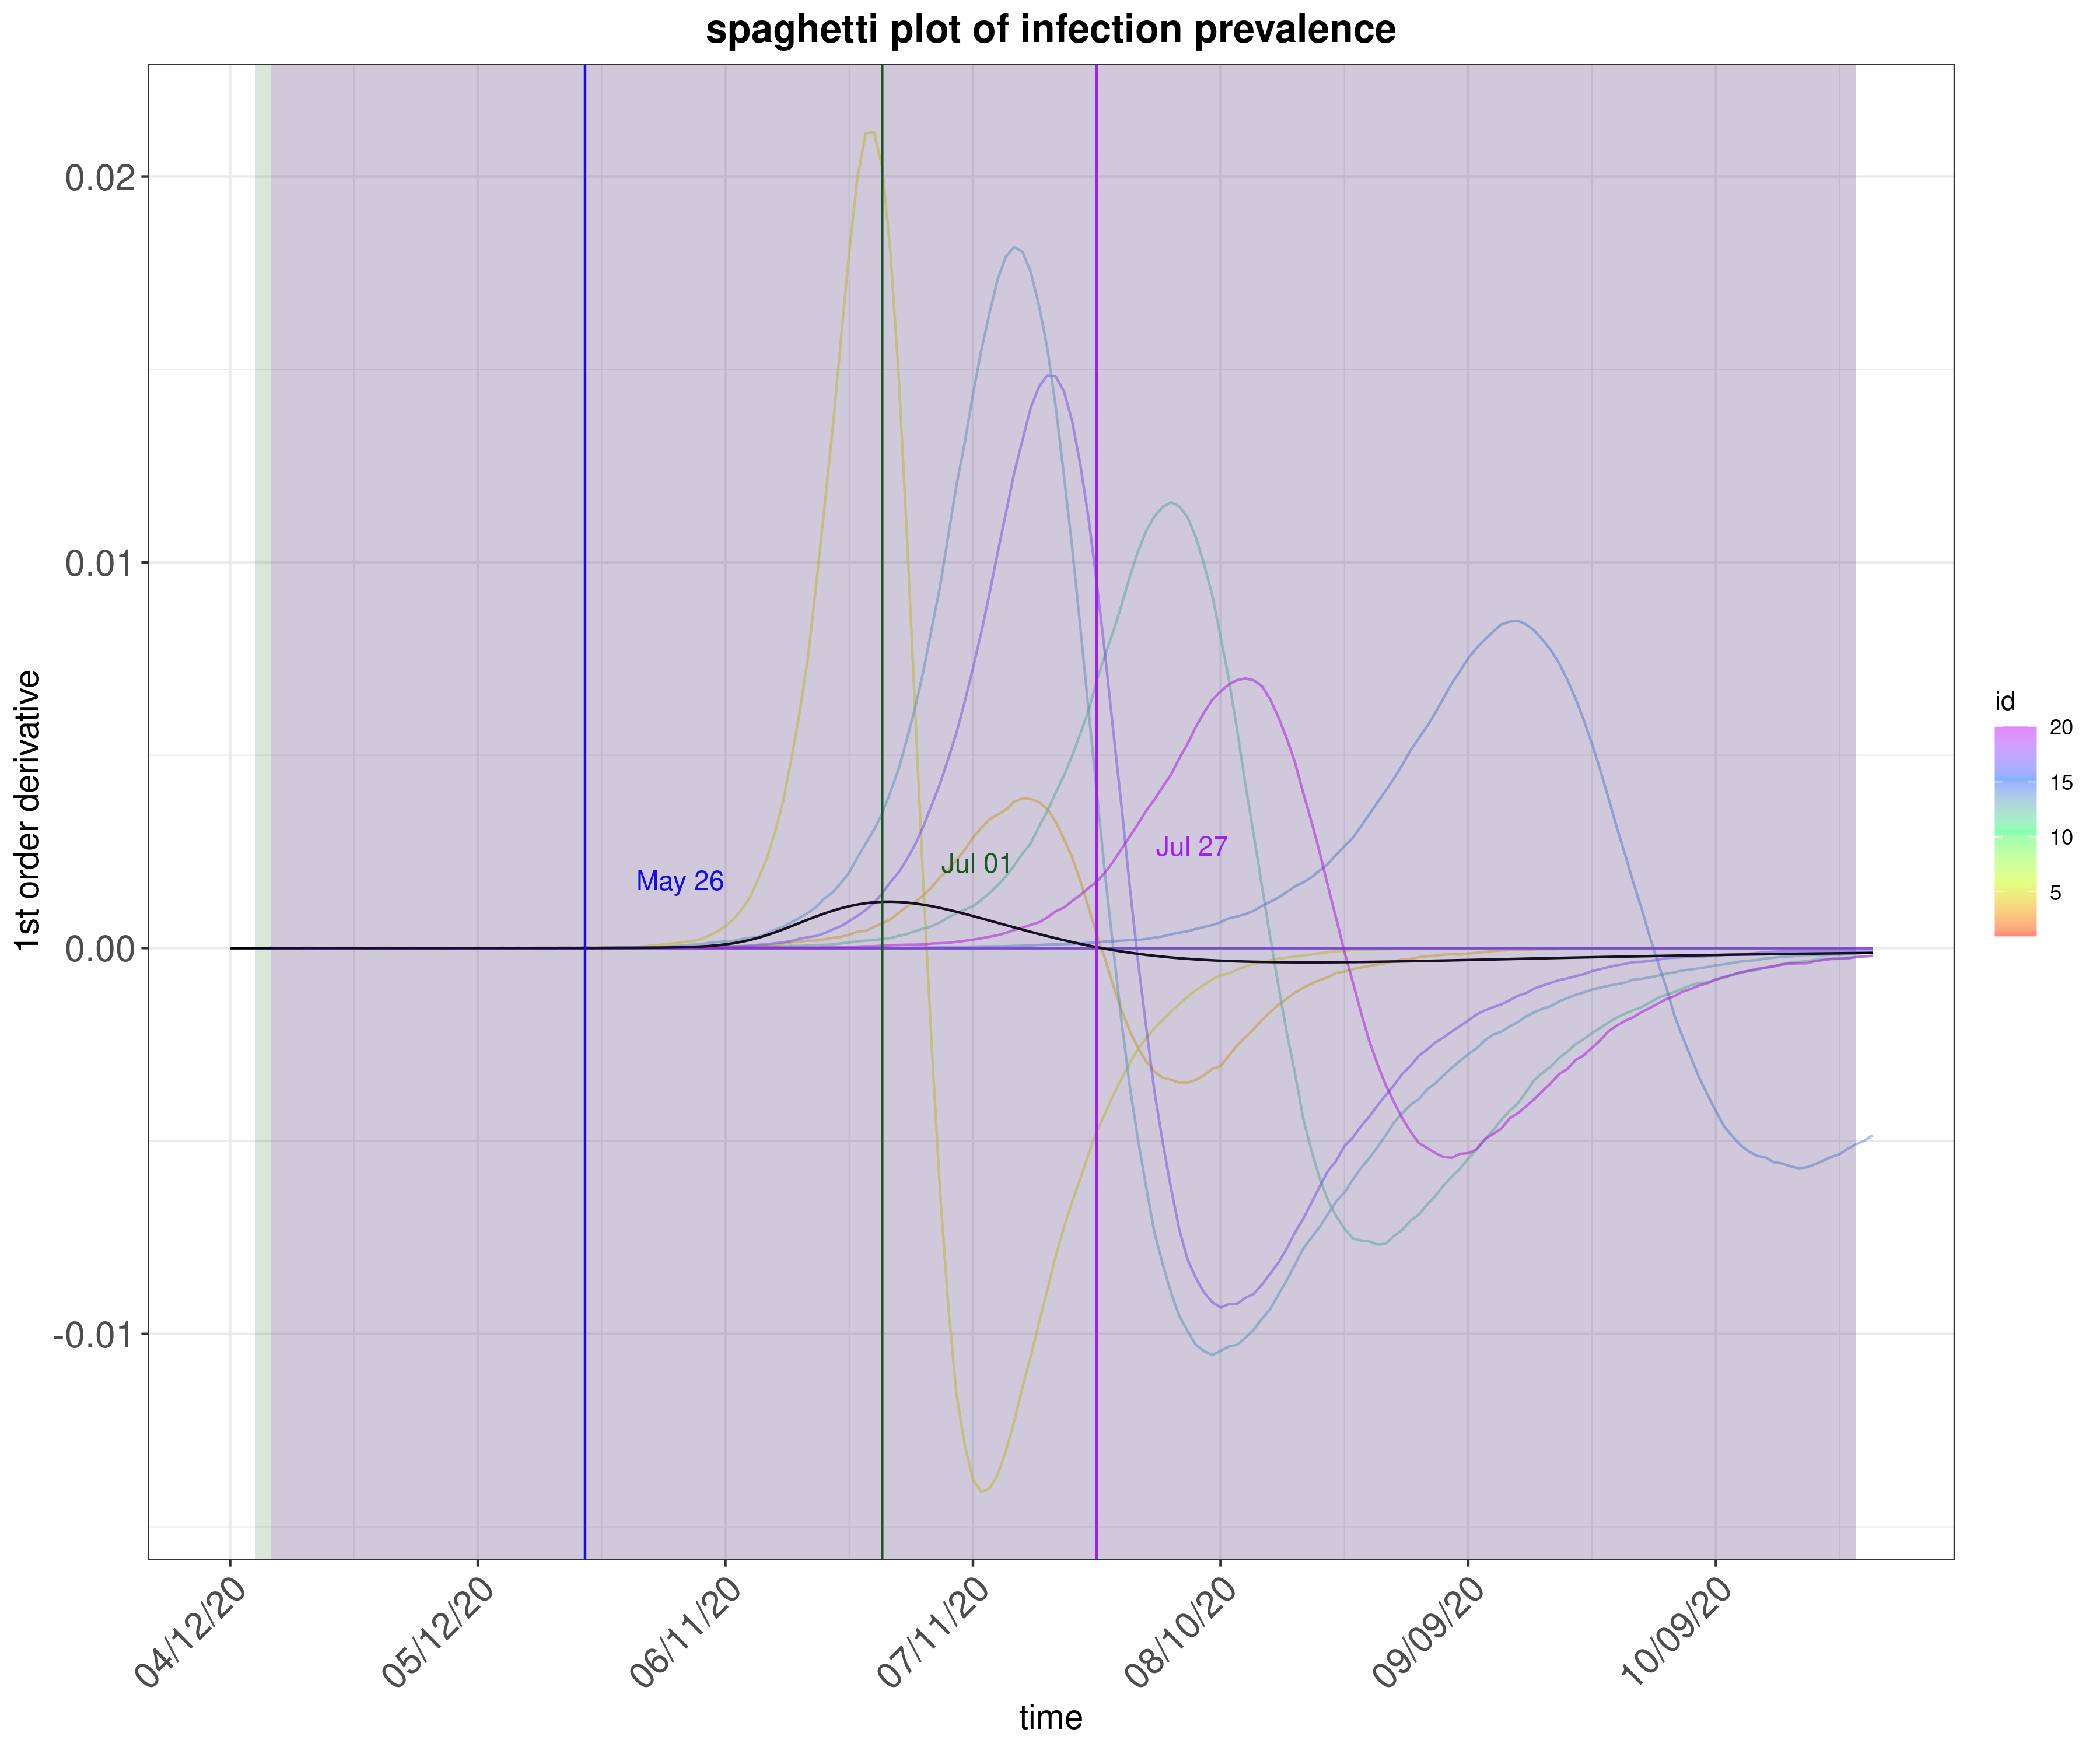 spaghetti plot of infection prevalence
1st order derivative
0.02
0.01
0.00
-0.01
May 26
Jul 01
Jul 27
id
20
15
10
5
04/12/20
05/12/20
06/11/20
07/11/20
08/10/20
09/09/20
10/09/20
time